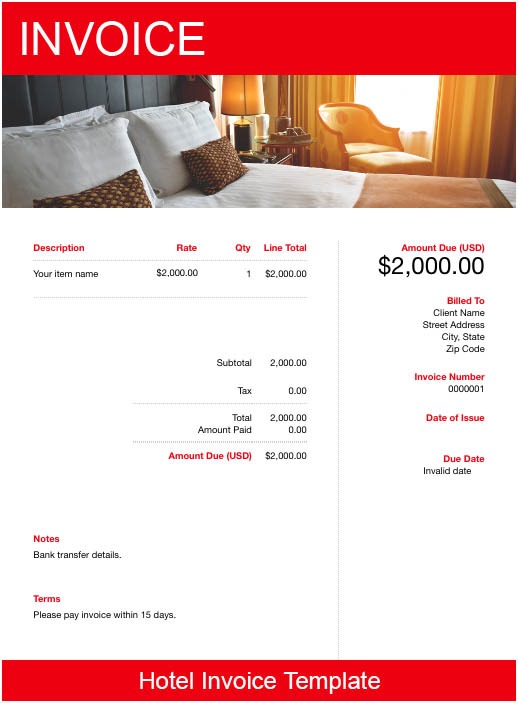 INVOICE
Description Rate Qty Line Total
Your item name $2,000.00 1 $2,000.00
Subtotal 2,000.00
Tax 0.00
Total 2,000.00
Amount Paid 0.00
Amount Due (USD) $2,000.00
Notes
Bank transfer details.
Terms
Please pay invoice within 15 days.
Amount Due (USD)
$2,000.00
Billed To
Client Name
Street Address
City, State
Zip Code
Invoice Number
0000001
Date of Issue
Due Date
Invalid date
Hotel Invoice Template